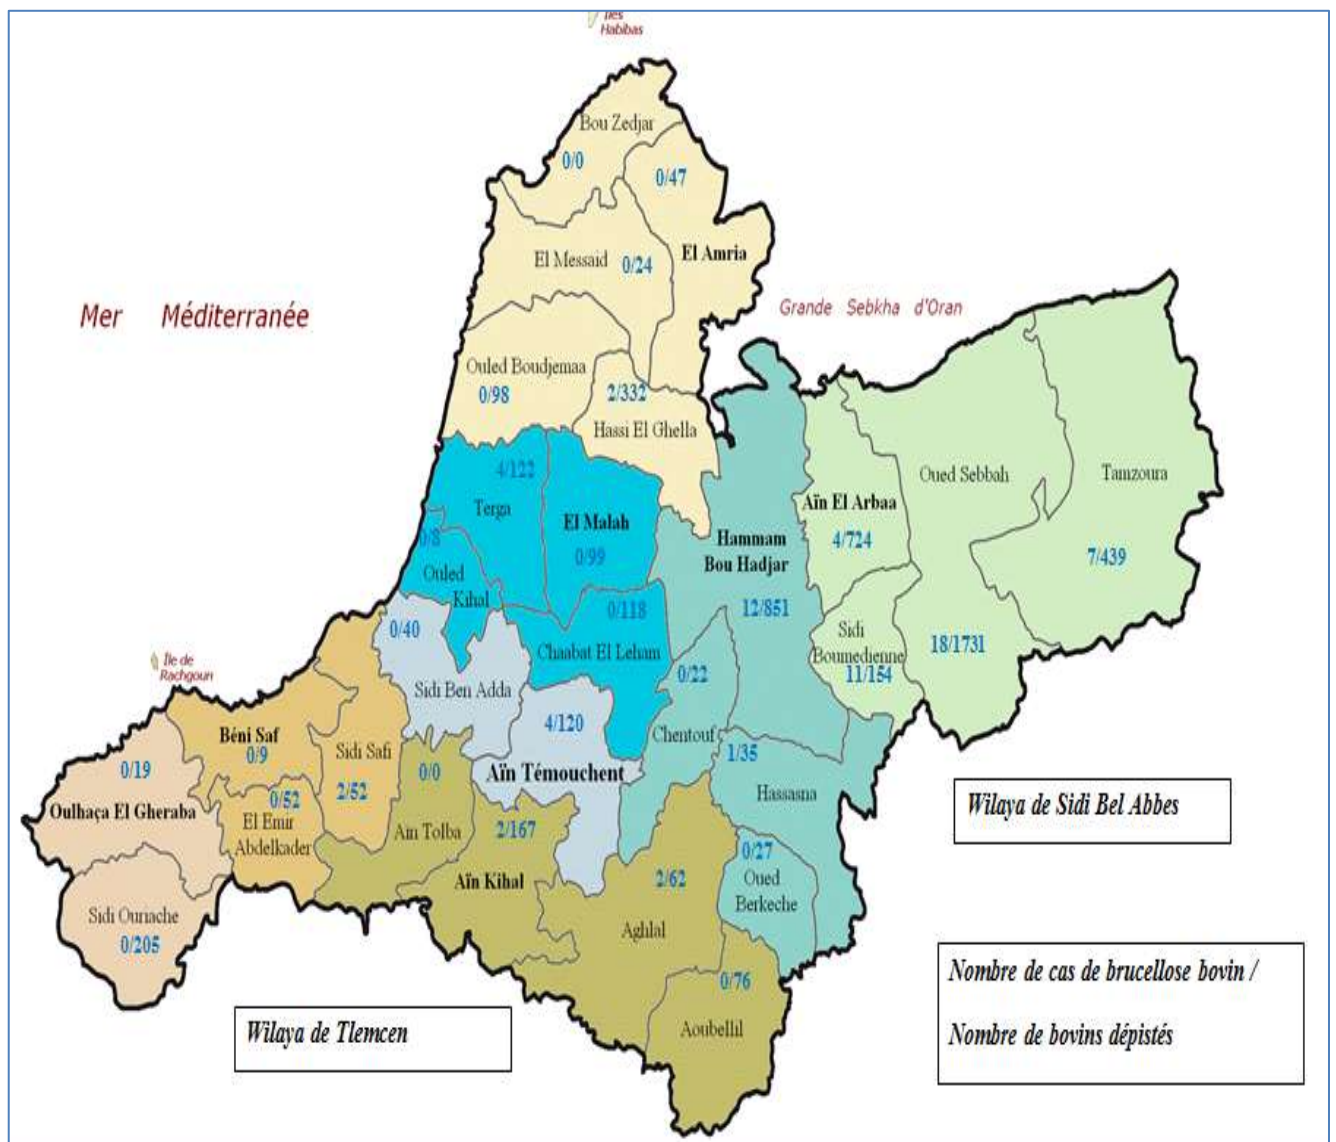 Îles
Habibas
Bou Zedjar
0/0
0/47
El Amria
El Messaid
0/24
Mer Méditerranée
Grande Sebkha d'Oran
Ouled Boudjemaa
0/98
2/332
Hassi El Ghella
4/122
Terga
El Malah
0/99
0/8
Ouled
Kihal
Oued Sebbah
Tamzoura
Aïn El Arbaa
4/724
7/439
Hammam
Bou Hadjar
12/851
0/118
Chaabat El Leham
0/40
Sidi Ben Adda
Sidi
Boumedienne
11/154
18/1731
Île de
Rachgoun
0/22
Chentouf
4/120
Aïn Témouchent
Béni Saf
0/9
Sidi Safi
2/52
0/0
Ain Tolba
1/35
Hassasna
0/19
Oulhaça El Gheraba
0/52
El Emir
Abdelkader
2/167
Aïn Kihal
0/27
Oued
Berkeche
2/62
Aghlal
Sidi Ouriache
0/205
0/76
Aoubellil
Wilaya de Sidi Bel Abbes
Wilaya de Tlemcen
Nombre de cas de brucellose bovin /
Nombre de bovins dépistés